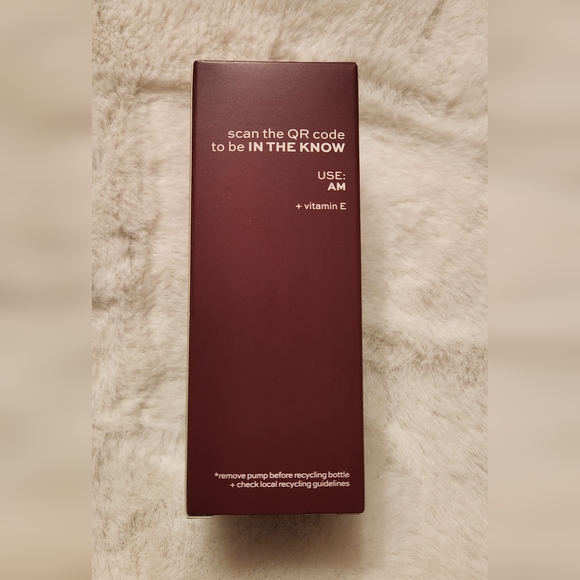 scan the QR code
to be IN THE KNOW
USE:
AM
+ vitamin E
*remove pump before recycling bottle
+ check local recycling guidelines